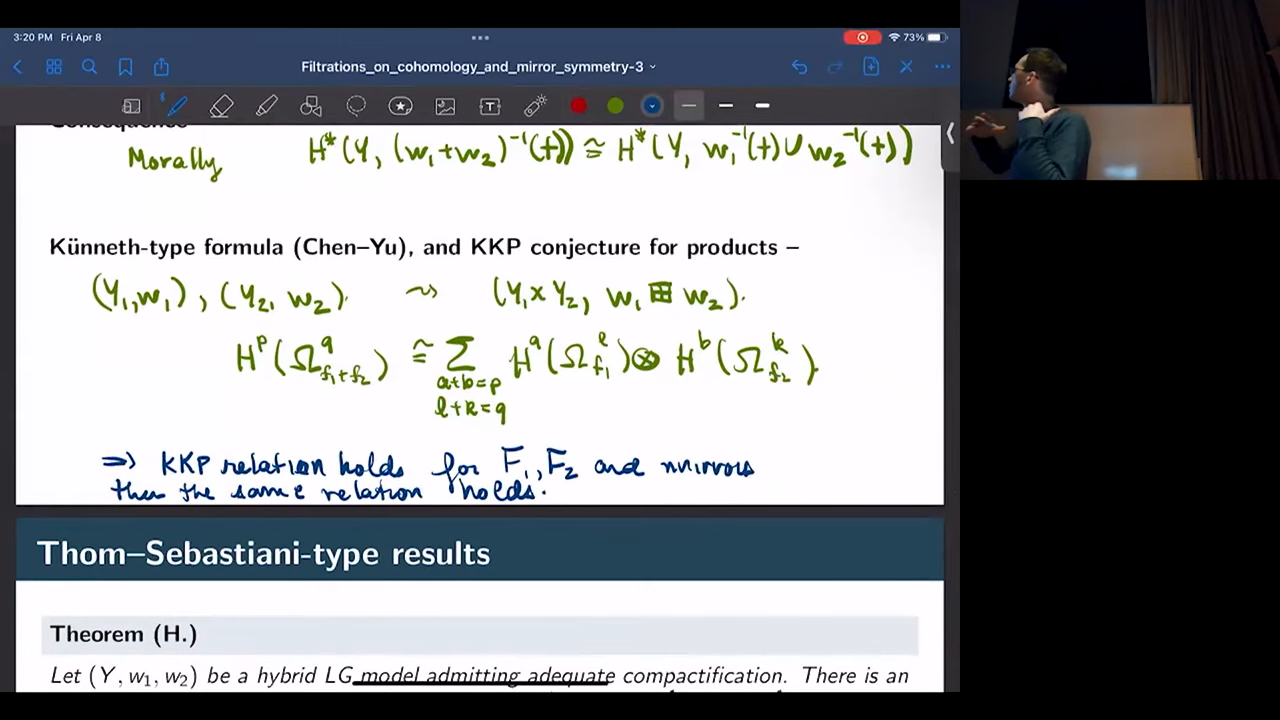 3:20 PM Fri Apr 8
73%
Filtrations_on_cohomology_and_mirror_symmetry-3
Consequence
Morally H*(Y, (w₁+w₂)⁻¹(t)) ≅ H*(Y, w₁⁻¹(t) ∪ w₂⁻¹(t))
Künneth-type formula (Chen–Yu), and KKP conjecture for products –
(Y₁,w₁), (Y₂, w₂). ⇝ (Y₁ × Y₂, w₁ ⊞ w₂).
Hᵖ(Ω^q_{f₁+f₂}) ≅ Σ_{a+b=p, l+k=q} Hᵃ(Ω^l_{f₁}) ⊗ Hᵇ(Ω^k_{f₂}).
⇒ KKP relation holds for F₁, F₂ and mirrors
then the same relation holds.
Thom–Sebastiani-type results
Theorem (H.)
Let (Y, w₁, w₂) be a hybrid LG model admitting adequate compactification. There is an